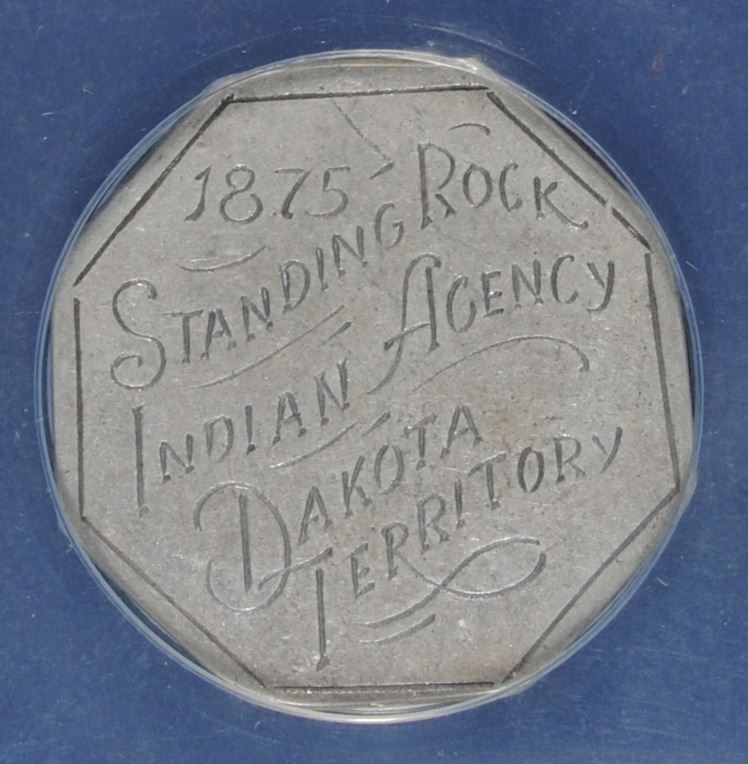 1875
STANDING ROCK
INDIAN AGENCY
DAKOTA
TERRITORY